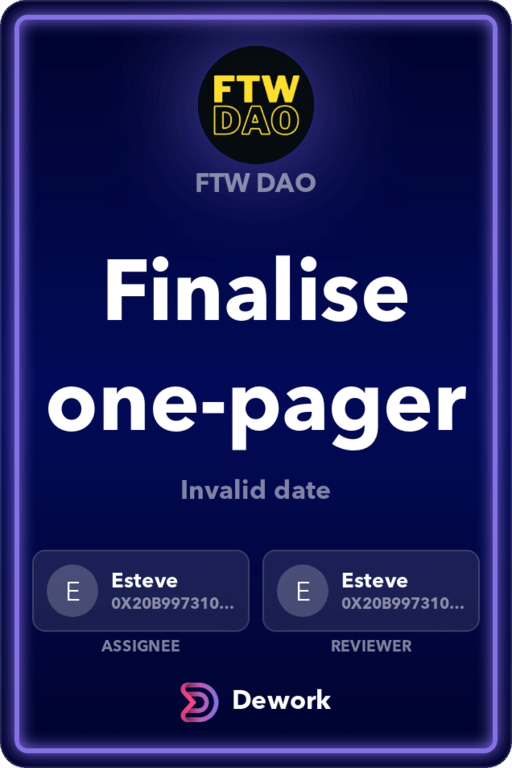 FTW
DAO
FTW DAO
Finalise
one-pager
Invalid date
E
Esteve
0X20B997310...
ASSIGNEE
E
Esteve
0X20B997310...
REVIEWER
Dework